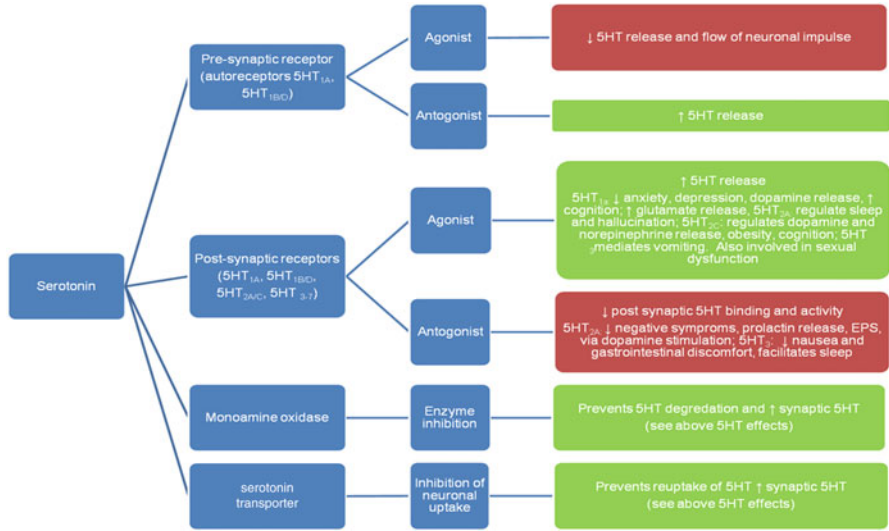 Serotonin
Pre-synaptic receptor
(autoreceptors 5HT1A,
5HT1B/D)
Agonist
↓ 5HT release and flow of neuronal impulse
Antogonist
↑ 5HT release
Post-synaptic receptors
(5HT1A, 5HT1B/D,
5HT2A/C, 5HT 3-7)
Agonist
↑ 5HT release
5HT1a ↓ anxiety, depression, dopamine release, ↑
cognition; ↑ glutamate release, 5HT2A regulate sleep
and hallucination; 5HT2C: regulates dopamine and
norepinephrine release, obesity, cognition; 5HT
3mediates vomiting. Also involved in sexual
dysfunction
Antogonist
↓ post synaptic 5HT binding and activity
5HT2A: ↓ negative symproms, prolactin release, EPS,
via dopamine stimulation; 5HT3: ↓ nausea and
gastrointestinal discomfort, facilitates sleep
Monoamine oxidase
Enzyme
inhibition
Prevents 5HT degredation and ↑ synaptic 5HT
(see above 5HT effects)
serotonin
transporter
Inhibition of
neuronal
uptake
Prevents reuptake of 5HT ↑ synaptic 5HT
(see above 5HT effects)